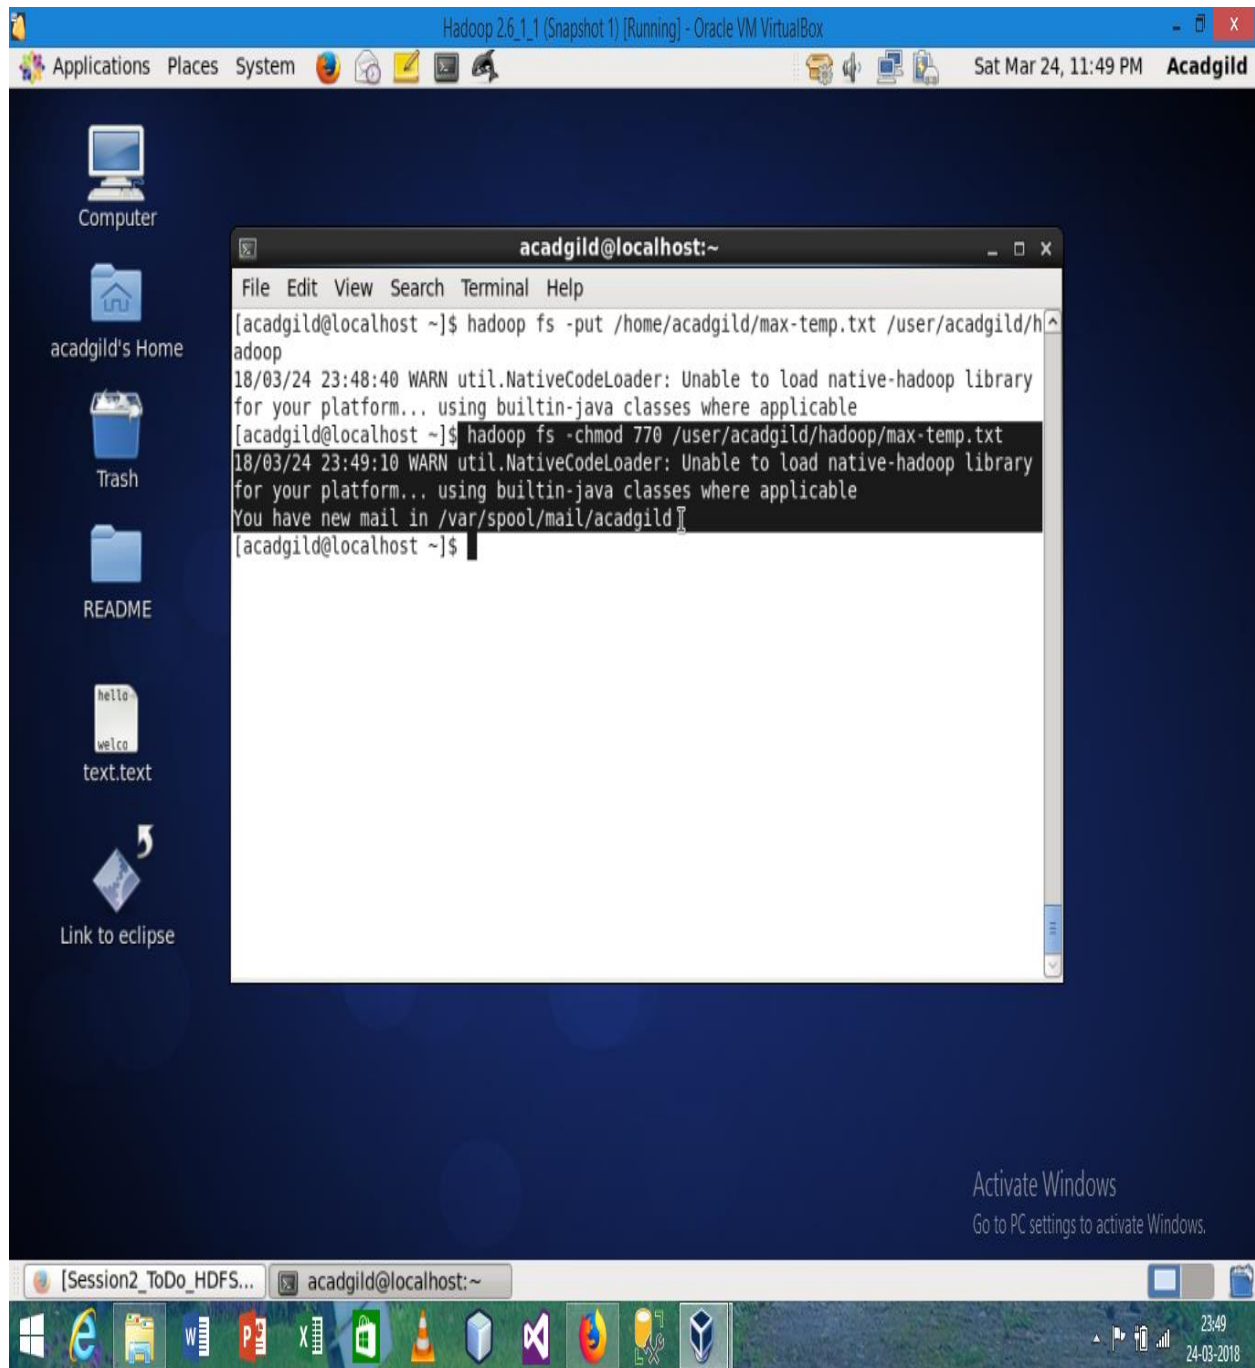 Hadoop 2.6_1_1 (Snapshot 1) [Running] - Oracle VM VirtualBox
Applications Places System Sat Mar 24, 11:49 PM Acadgild
Computer
acadgild's Home
Trash
README
hello
welco
text.text
Link to eclipse
acadgild@localhost:~
File Edit View Search Terminal Help
[acadgild@localhost ~]$ hadoop fs -put /home/acadgild/max-temp.txt /user/acadgild/h
adoop
18/03/24 23:48:40 WARN util.NativeCodeLoader: Unable to load native-hadoop library
for your platform... using builtin-java classes where applicable
[acadgild@localhost ~]$ hadoop fs -chmod 770 /user/acadgild/hadoop/max-temp.txt
18/03/24 23:49:10 WARN util.NativeCodeLoader: Unable to load native-hadoop library
for your platform... using builtin-java classes where applicable
You have new mail in /var/spool/mail/acadgild
[acadgild@localhost ~]$
Activate Windows
Go to PC settings to activate Windows.
[Session2_ToDo_HDFS... acadgild@localhost:~
23:49
24-03-2018